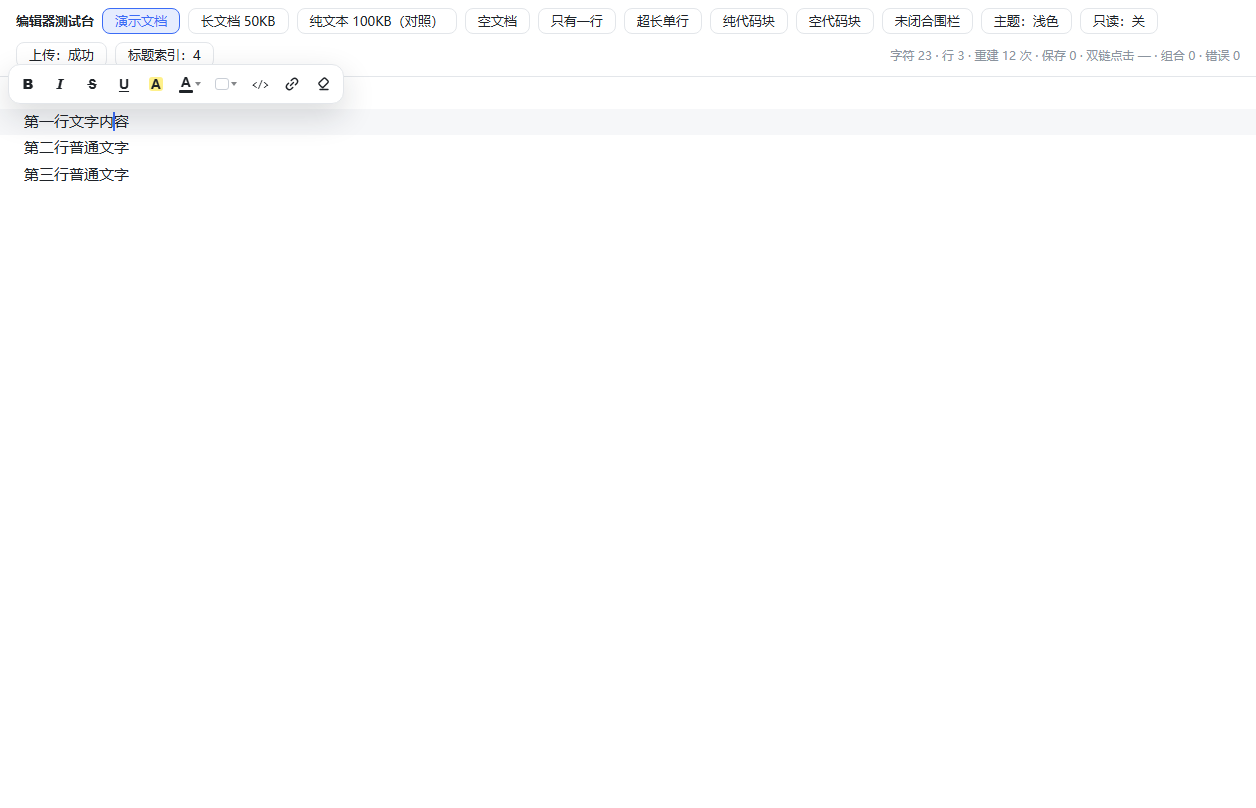 编辑器测试台 演示文档 长文档 50KB 纯文本 100KB（对照） 空文档 只有一行 超长单行 纯代码块 空代码块 未闭合围栏 主题：浅色 只读：关
上传：成功 标题索引：4 字符 23 · 行 3 · 重建 12 次 · 保存 0 · 双链点击 — · 组合 0 · 错误 0
B I S U A A </>
第一行文字内容
第二行普通文字
第三行普通文字